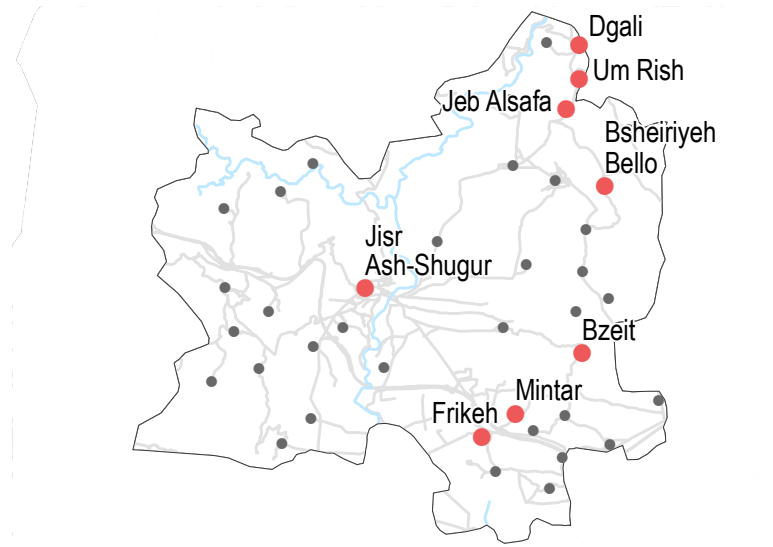 Dgali
Um Rish
Jeb Alsafa
Bsheiriyeh
Bello
Jisr
Ash-Shugur
Bzeit
Mintar
Frikeh